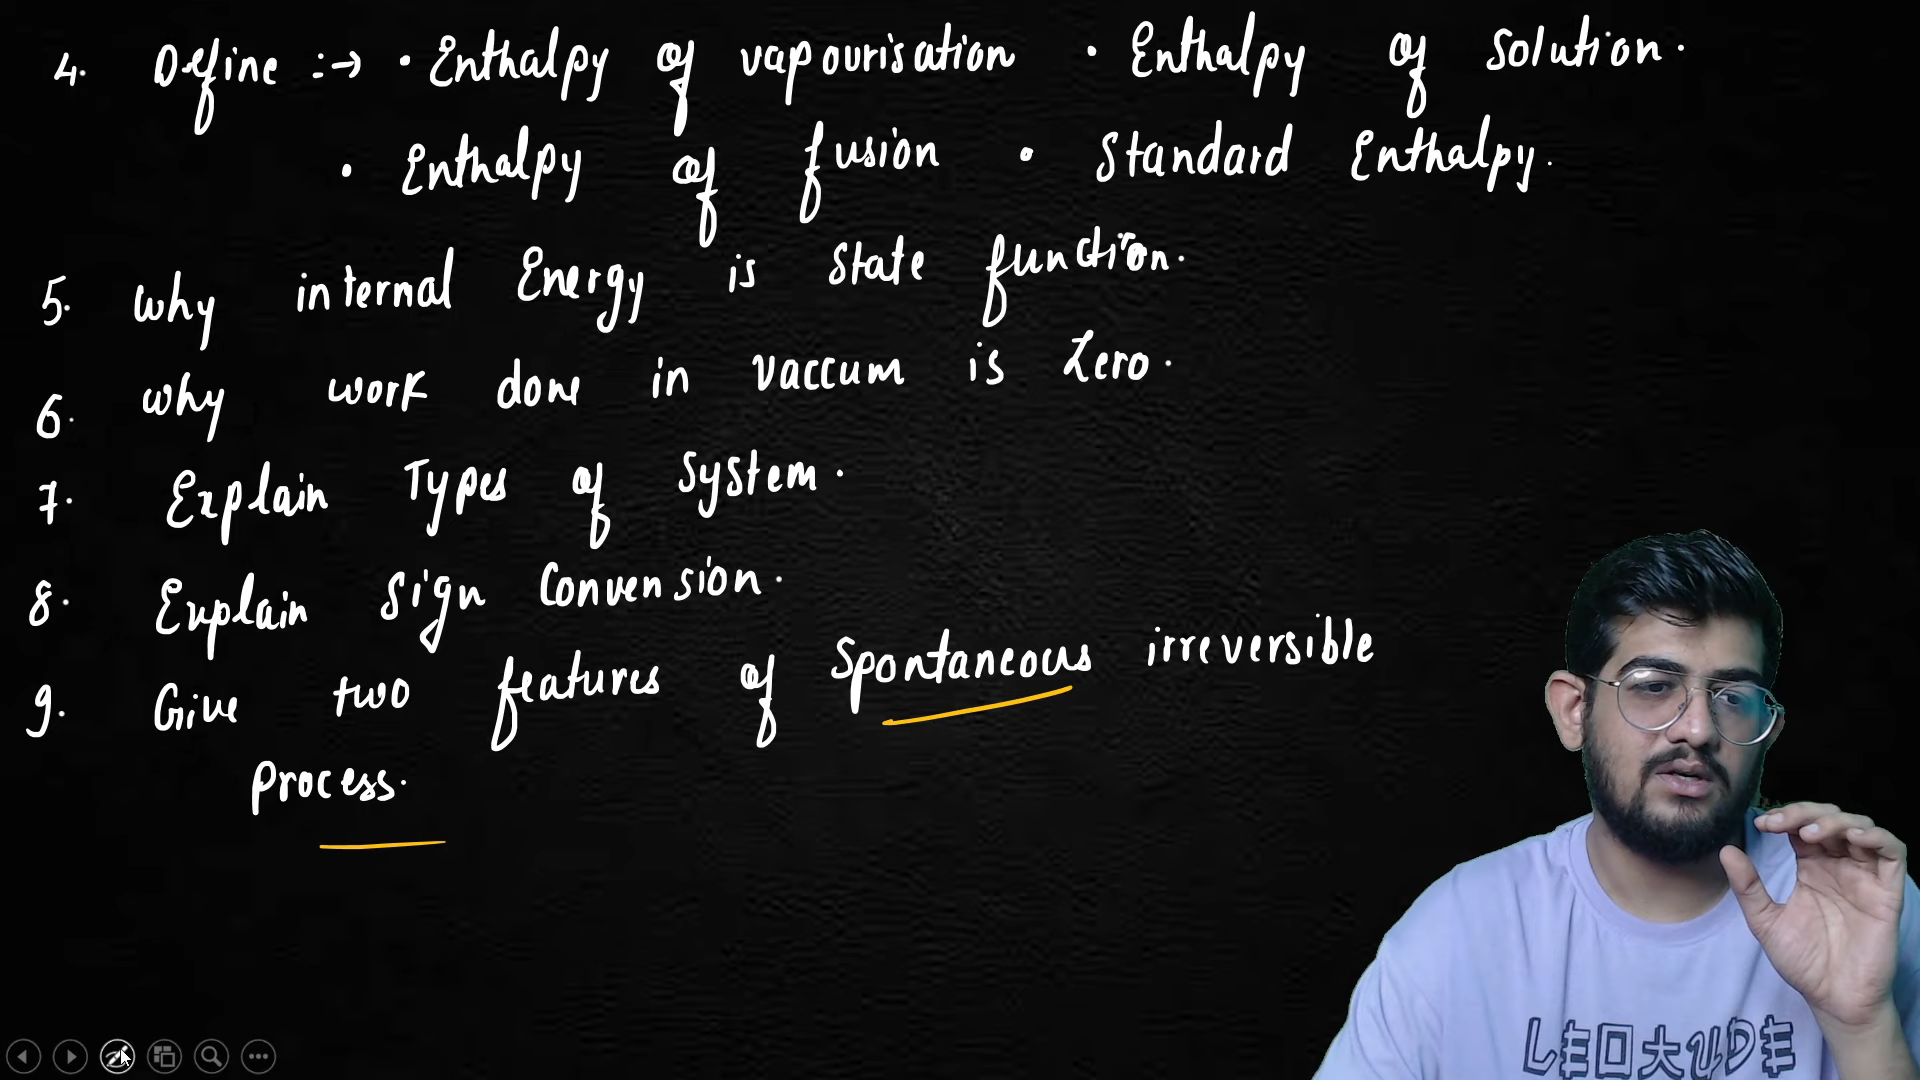 4. Define :→ • Enthalpy of vapourisation • Enthalpy of Solution.
• Enthalpy of fusion • Standard Enthalpy.
5. Why internal Energy is State function.
6. why work done in vaccum is Zero.
7. Explain Types of System.
8. Explain Sign Convension.
9. Give two features of Spontaneous irreversible
Process.